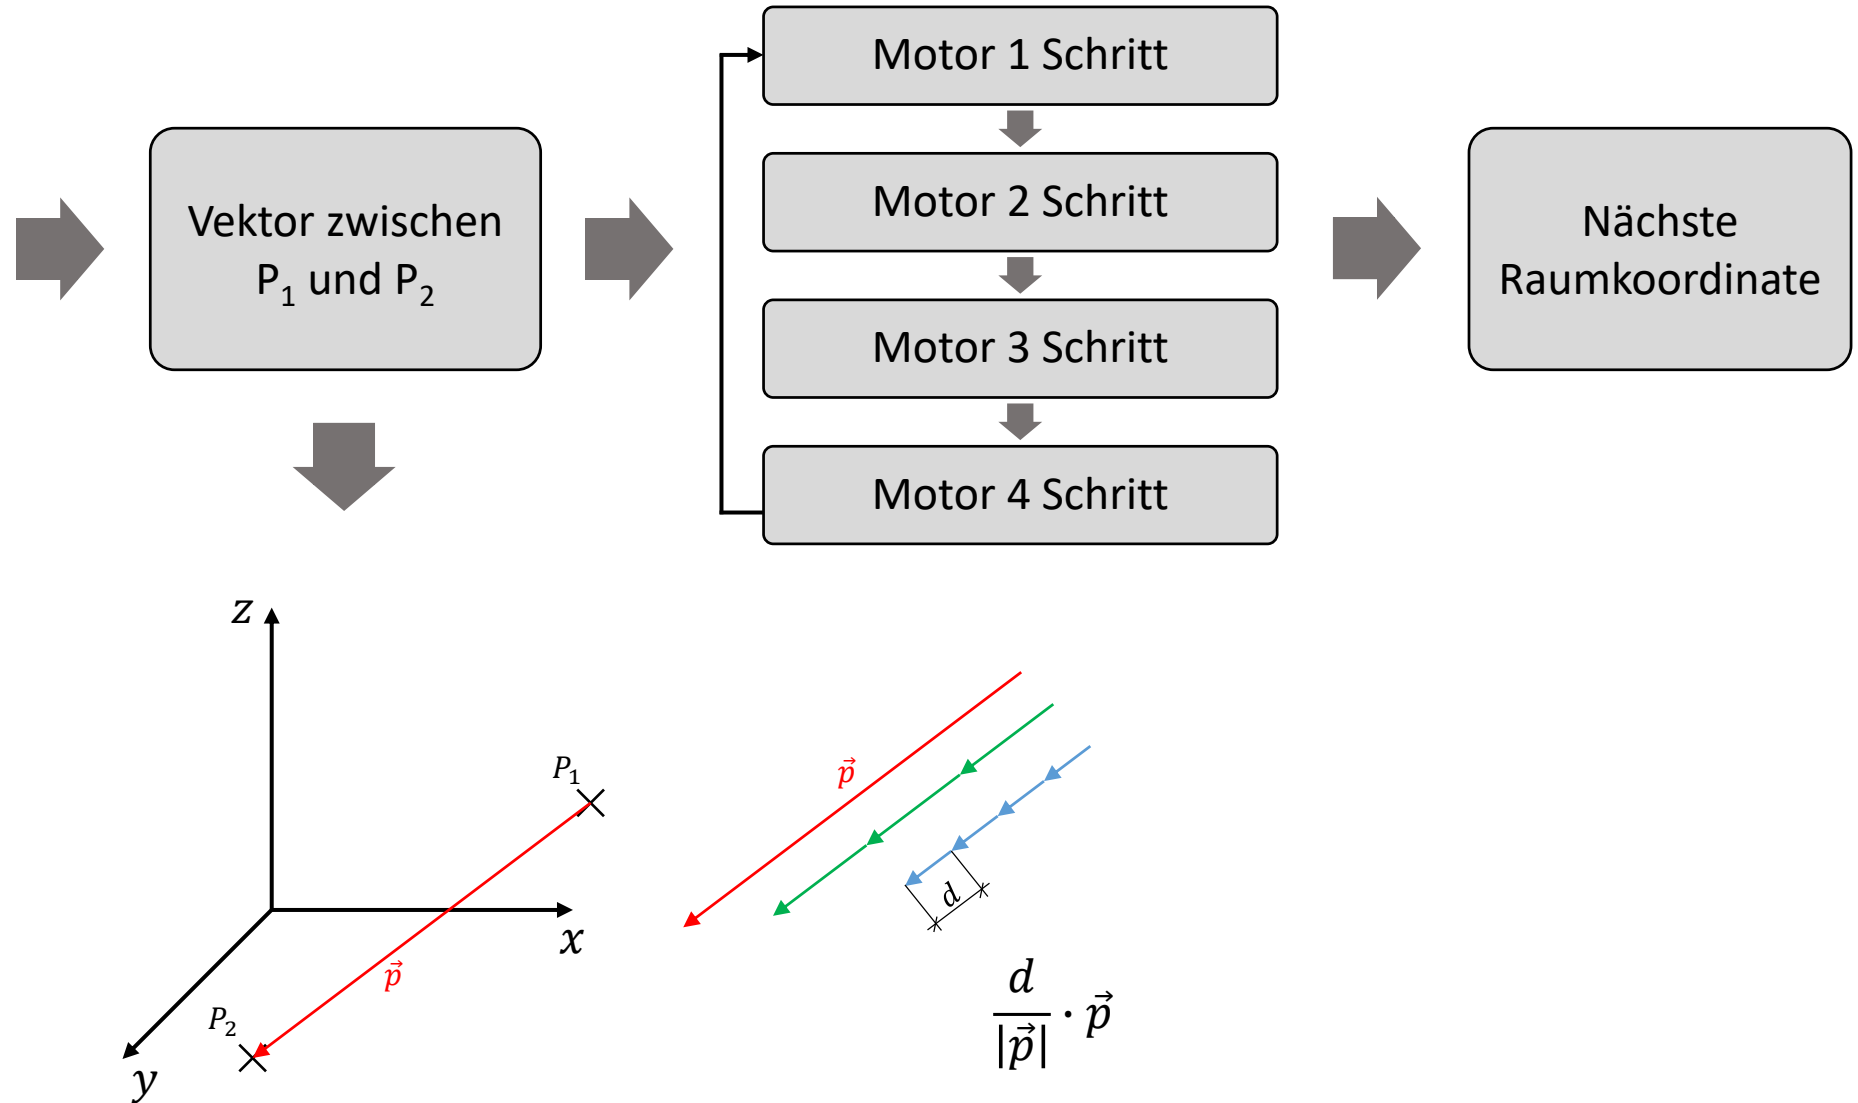 Motor 1 Schritt
Vektor zwischen
P₁ und P₂
Motor 2 Schritt
Motor 3 Schritt
Motor 4 Schritt
Nächste
Raumkoordinate
z
x
y
P₁
P₂
p⃗
p⃗
d
d
|p⃗|
· p⃗